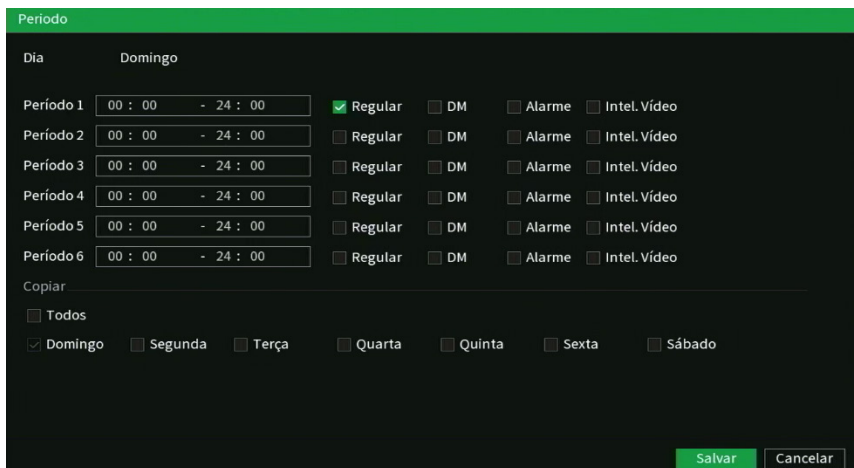 Periodo
Dia Domingo
Período 1 00 : 00 - 24 : 00 Regular DM Alarme Intel. Vídeo
Período 2 00 : 00 - 24 : 00 Regular DM Alarme Intel. Vídeo
Período 3 00 : 00 - 24 : 00 Regular DM Alarme Intel. Vídeo
Período 4 00 : 00 - 24 : 00 Regular DM Alarme Intel. Vídeo
Período 5 00 : 00 - 24 : 00 Regular DM Alarme Intel. Vídeo
Período 6 00 : 00 - 24 : 00 Regular DM Alarme Intel. Vídeo
Copiar
Todos
Domingo Segunda Terça Quarta Quinta Sexta Sábado
Salvar Cancelar